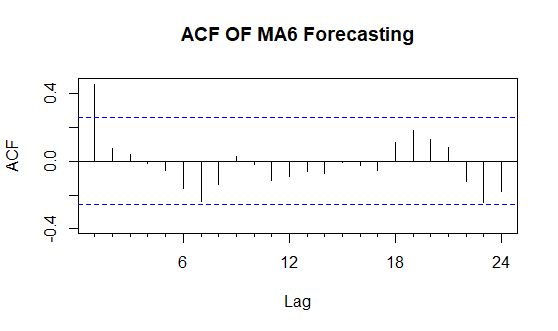 ACF OF MA6 Forecasting
ACF
0.4
0.0
-0.4
6 12 18 24
Lag